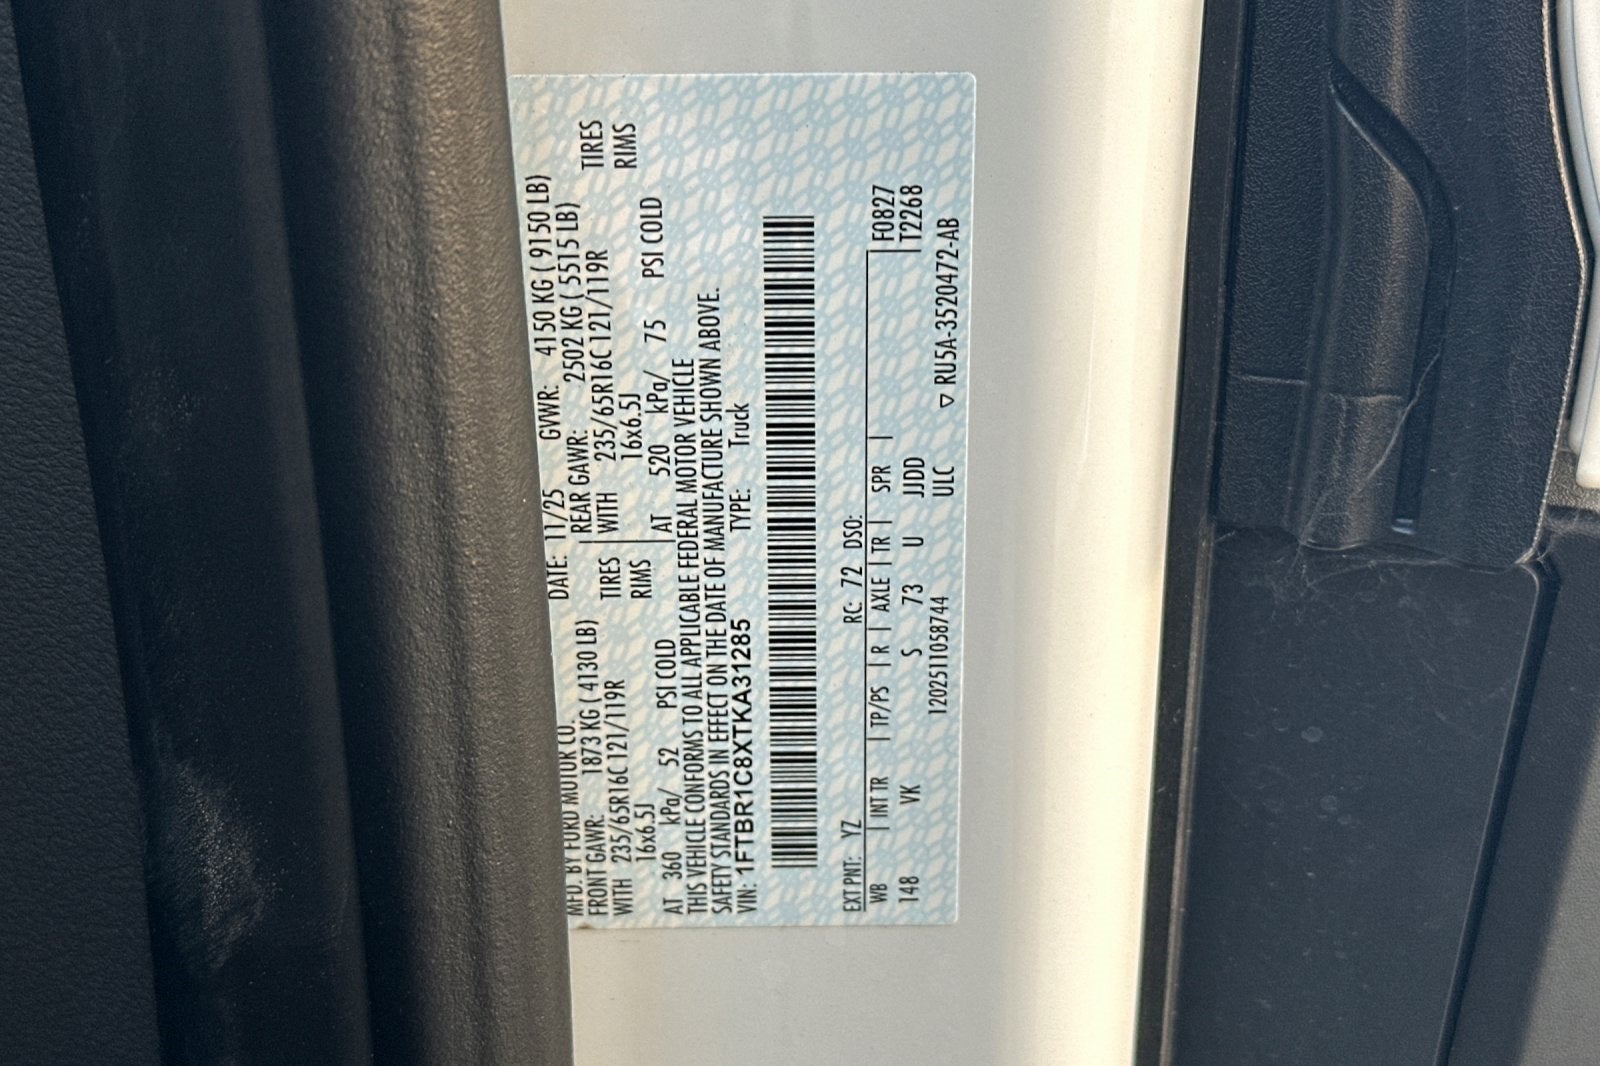 MFD. BY FORD MOTOR CO. DATE: 11/25 GVWR: 4150 KG ( 9150 LB)
FRONT GAWR: 1873 KG ( 4130 LB) REAR GAWR: 2502 KG ( 5515 LB)
WITH 235/65R16C 121/119R TIRES WITH 235/65R16C 121/119R TIRES
16x6.5J RIMS 16x6.5J RIMS
AT 360 kPa/ 52 PSI COLD AT 520 kPa/ 75 PSI COLD
THIS VEHICLE CONFORMS TO ALL APPLICABLE FEDERAL MOTOR VEHICLE
SAFETY STANDARDS IN EFFECT ON THE DATE OF MANUFACTURE SHOWN ABOVE.
VIN: 1FTBR1C8XTKA31285 TYPE: Truck
EXT PNT: YZ RC: 72 DSO: F0827
WB | INT TR | TP/PS | R | AXLE | TR | SPR | | T2268
148 VK S 73 U JJDD
120251058744 ULC ▽ RU5A-3520472-AB